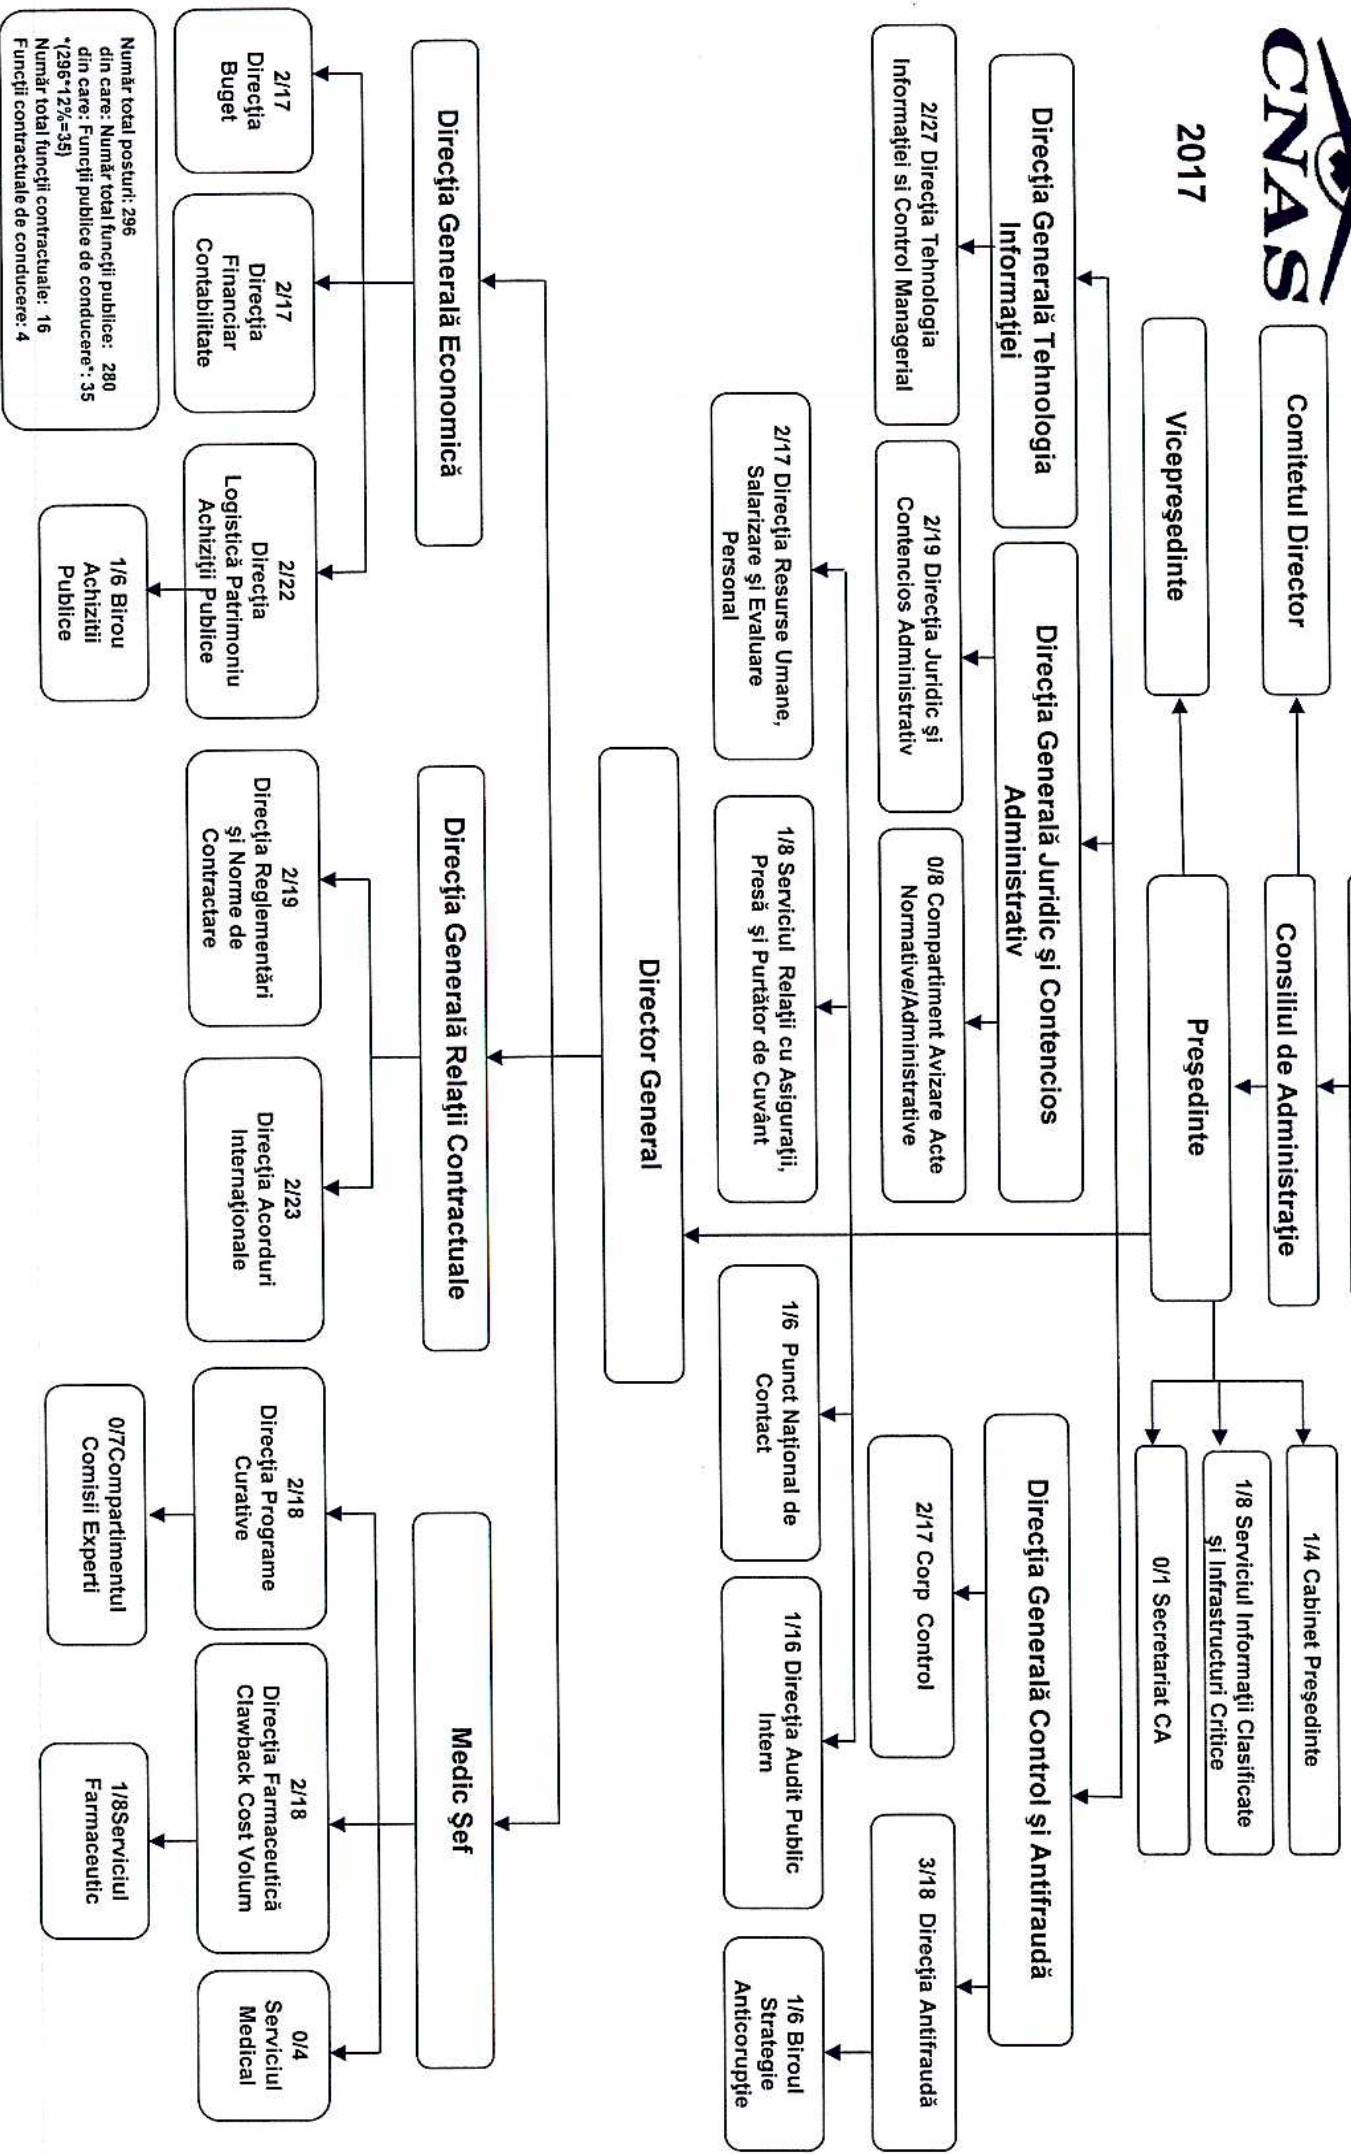 CNAS
2017
Comitetul Director
Consiliul de Administraţie
Vicepreşedinte
Preşedinte
1/4 Cabinet Preşedinte
1/8 Serviciul Informaţii Clasificate
şi Infrastructuri Critice
0/1 Secretariat CA
Direcţia Generală Tehnologia
Informaţiei
Direcţia Generală Juridic şi Contencios
Administrativ
Direcţia Generală Control şi Antifraudă
2/27 Direcţia Tehnologia
Informaţiei si Control Managerial
2/19 Direcţia Juridic şi
Contencios Administrativ
0/8 Compartiment Avizare Acte
Normative/Administrative
2/17 Corp Control
3/18 Direcţia Antifraudă
2/17 Direcţia Resurse Umane,
Salarizare şi Evaluare
Personal
1/8 Serviciul Relaţii cu Asiguraţii,
Presă şi Purtător de Cuvânt
1/6 Punct Naţional de
Contact
1/16 Direcţia Audit Public
Intern
1/6 Biroul
Strategie
Anticorupţie
Director General
Direcţia Generală Economică
Direcţia Generală Relaţii Contractuale
Medic Şef
2/17
Direcţia
Buget
2/17
Direcţia
Financiar
Contabilitate
2/22
Direcţia
Logistică Patrimoniu
Achiziţii Publice
2/19
Direcţia Reglementări
şi Norme de
Contractare
2/23
Direcţia Acorduri
Internaţionale
2/18
Direcţia Programe
Curative
2/18
Direcţia Farmaceutică
Clawback Cost Volum
0/4
Serviciul
Medical
1/6 Birou
Achizitii
Publice
0/7Compartimentul
Comisii Experti
1/8Serviciul
Farmaceutic
Număr total posturi: 296
din care: Număr total funcţii publice: 280
din care: Funcţii publice de conducere*: 35
*(296*12%=35)
Număr total funcţii contractuale: 16
Funcţii contractuale de conducere: 4